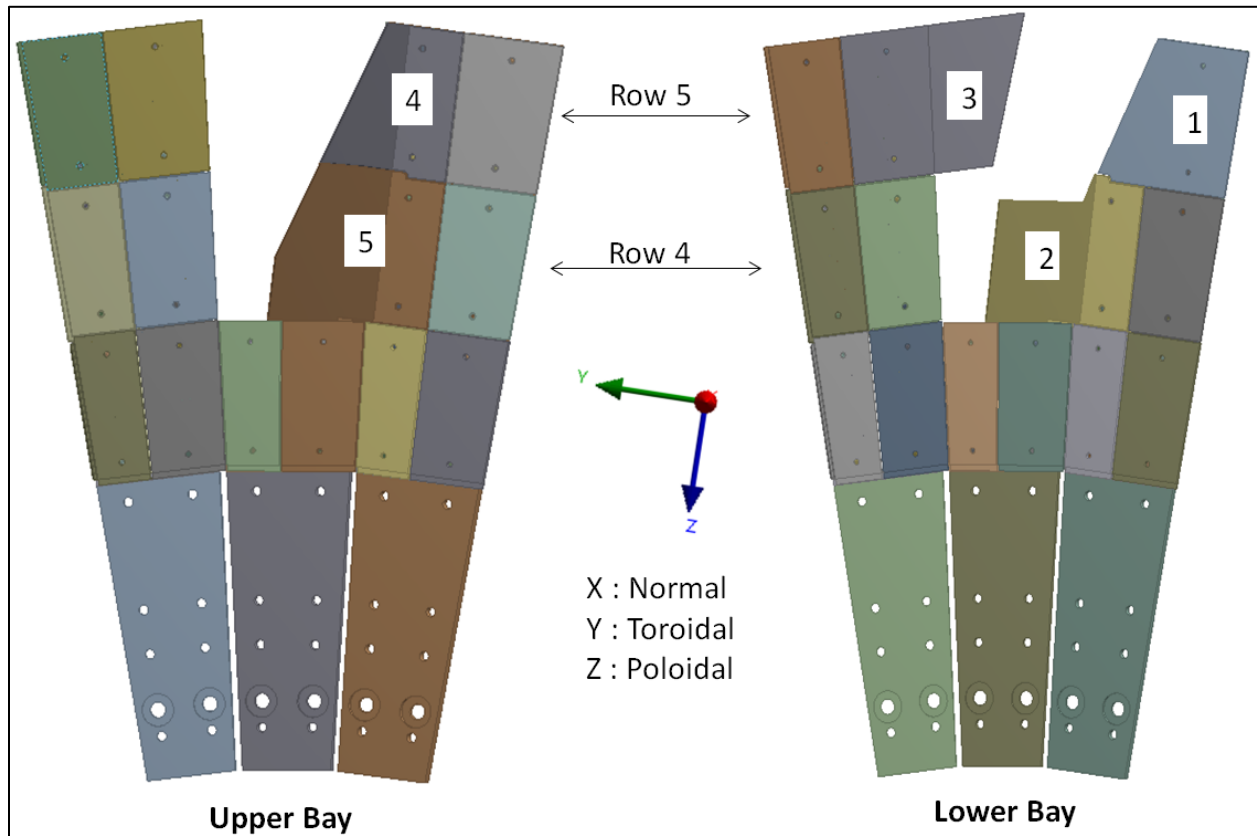 4
Row 5
3
1
5
Row 4
2
Y
Z
X : Normal
Y : Toroidal
Z : Poloidal
Upper Bay
Lower Bay